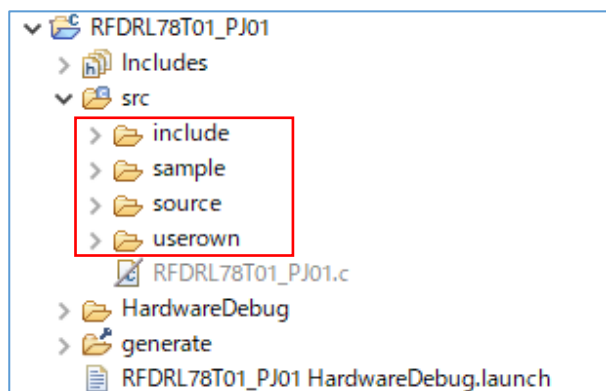 RFDRL78T01_PJ01
Includes
src
include
sample
source
userown
RFDRL78T01_PJ01.c
HardwareDebug
generate
RFDRL78T01_PJ01 HardwareDebug.launch